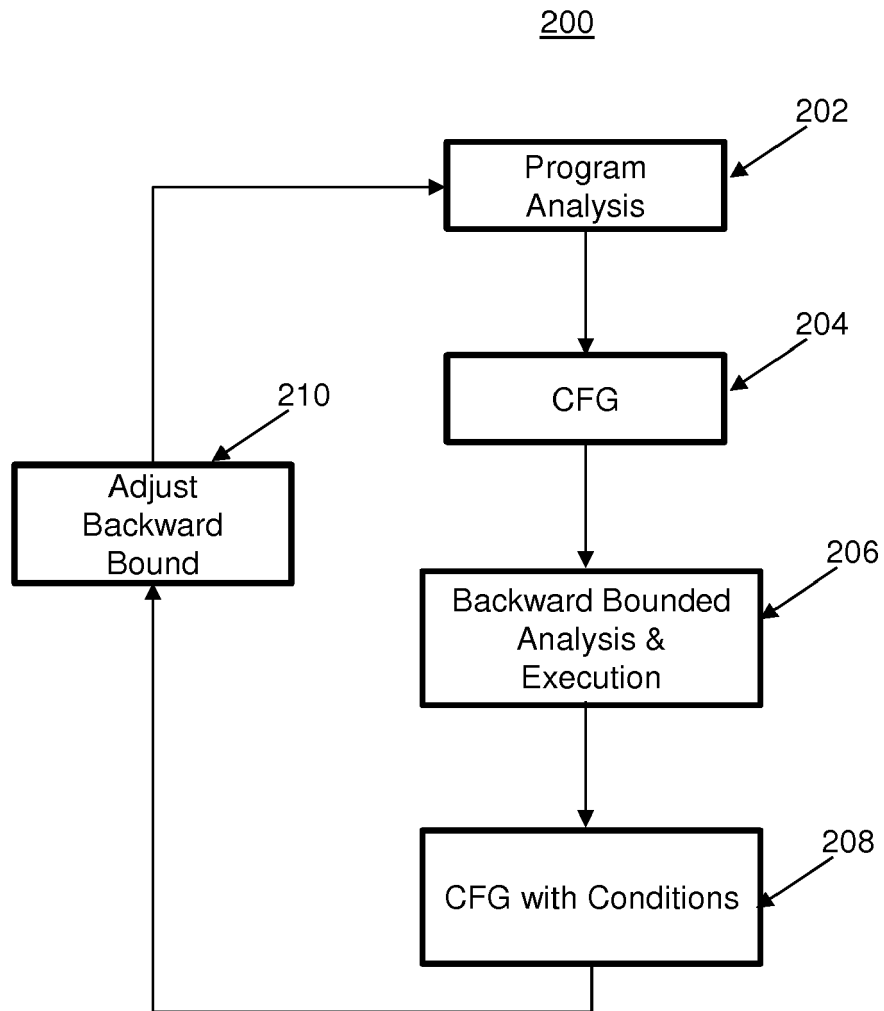 200
202
Program
Analysis
204
CFG
210
Adjust
Backward
Bound
206
Backward Bounded
Analysis &
Execution
208
CFG with Conditions